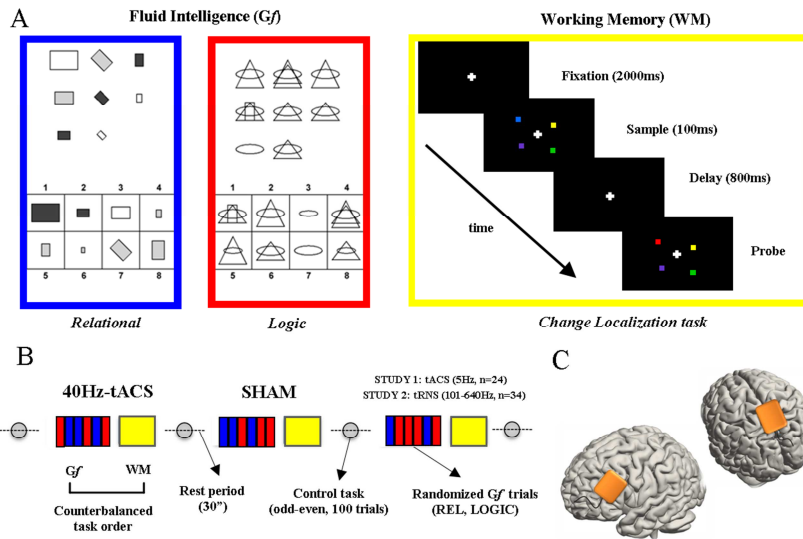 A
Fluid Intelligence (Gf)
1 2 3 4
5 6 7 8
Relational
1 2 3 4
5 6 7 8
Logic
Working Memory (WM)
Fixation (2000ms)
Sample (100ms)
Delay (800ms)
Probe
time
Change Localization task
B
40Hz-tACS
SHAM
STUDY 1: tACS (5Hz, n=24)
STUDY 2: tRNS (101-640Hz, n=34)
Gf WM
Counterbalanced
task order
Rest period
(30”)
Control task
(odd-even, 100 trials)
Randomized Gf trials
(REL, LOGIC)
C